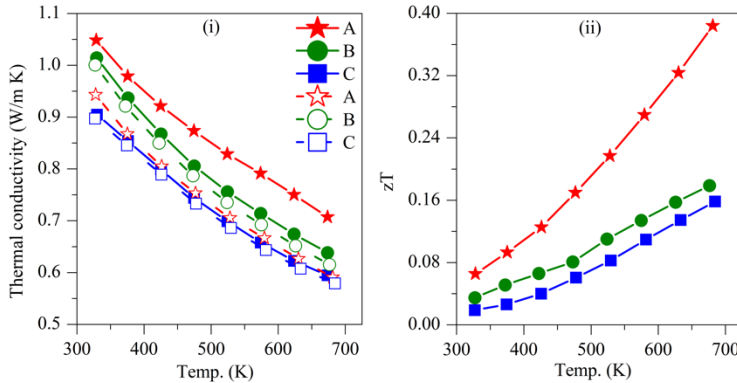 (i)
A
B
C
A
B
C
1.1
1.0
0.9
0.8
0.7
0.6
0.5
300
400
500
600
700
Temp. (K)
Thermal conductivity (W/m K)
(ii)
0.40
0.32
0.24
0.16
0.08
0.00
300
400
500
600
700
Temp. (K)
zT
A
B
C